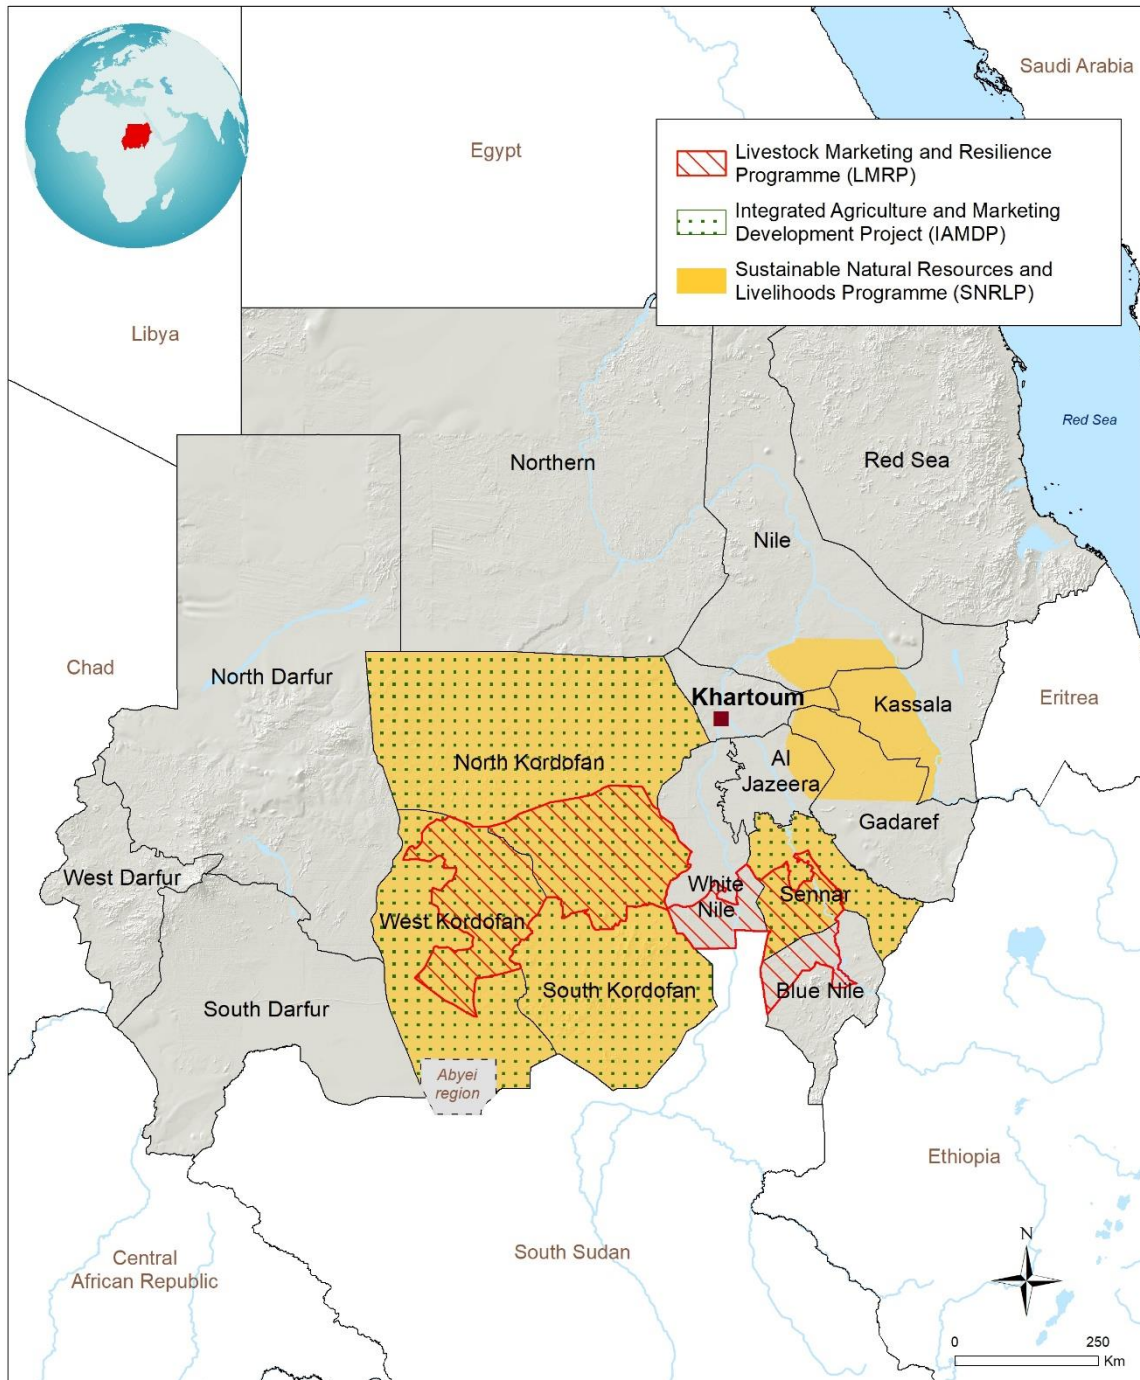 Saudi Arabia
Egypt
Livestock Marketing and Resilience
Programme (LMRP)
Integrated Agriculture and Marketing
Development Project (IAMDP)
Sustainable Natural Resources and
Livelihoods Programme (SNRLP)
Libya
Red Sea
Northern
Red Sea
Nile
Chad
North Darfur
Khartoum
Kassala
Eritrea
North Kordofan
Al
Jazeera
Gadaref
West Darfur
White
Nile
Sennar
West Kordofan
South Darfur
South Kordofan
Blue Nile
Abyei
region
Ethiopia
Central
African Republic
South Sudan
N
0
250
Km